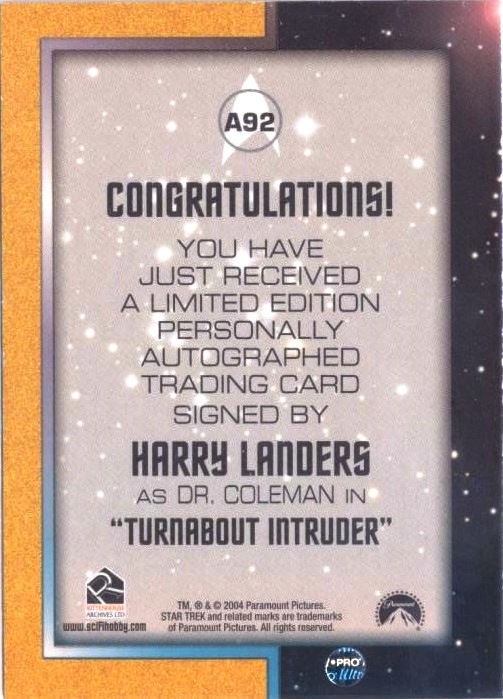 A92
CONGRATULATIONS!
YOU HAVE
JUST RECEIVED
A LIMITED EDITION
PERSONALLY
AUTOGRAPHED
TRADING CARD
SIGNED BY
HARRY LANDERS
AS DR. COLEMAN IN
"TURNABOUT INTRUDER"
RITTENHOUSE
ARCHIVES LTD
www.scifihobby.com
TM, ® & © 2004 Paramount Pictures.
STAR TREK and related marks are trademarks
of Paramount Pictures. All rights reserved.
Paramount
PRO
Ultra